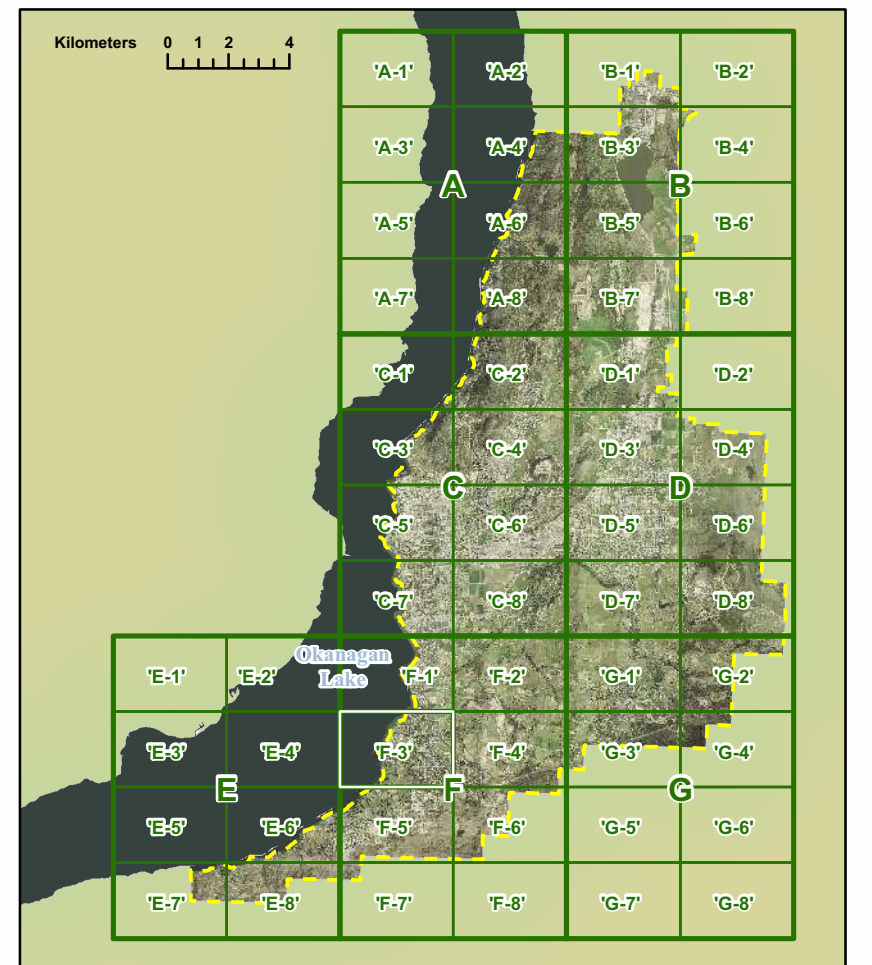 Kilometers 0 1 2 4
'A-1' 'A-2' 'B-1' 'B-2'
'A-3' 'A-4' 'B-3' 'B-4'
A B
'A-5' 'A-6' 'B-5' 'B-6'
'A-7' 'A-8' 'B-7' 'B-8'
'C-1' 'C-2' 'D-1' 'D-2'
'C-3' 'C-4' 'D-3' 'D-4'
C D
'C-5' 'C-6' 'D-5' 'D-6'
'C-7' 'C-8' 'D-7' 'D-8'
Okanagan
Lake
'E-1' 'E-2' 'F-1' 'F-2' 'G-1' 'G-2'
'E-3' 'E-4' 'F-3' 'F-4' 'G-3' 'G-4'
E F G
'E-5' 'E-6' 'F-5' 'F-6' 'G-5' 'G-6'
'E-7' 'E-8' 'F-7' 'F-8' 'G-7' 'G-8'